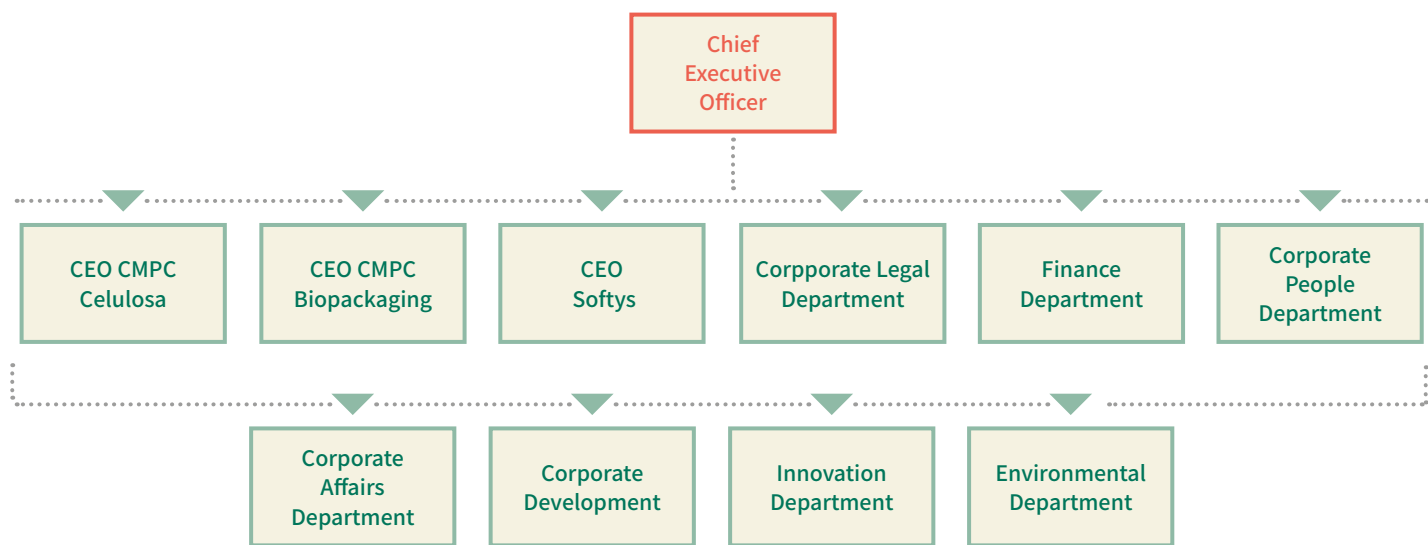 Chief
Executive
Officer
CEO CMPC
Celulosa
CEO CMPC
Biopackaging
CEO
Softys
Corpporate Legal
Department
Finance
Department
Corporate
People
Department
Corporate
Affairs
Department
Corporate
Development
Innovation
Department
Environmental
Department